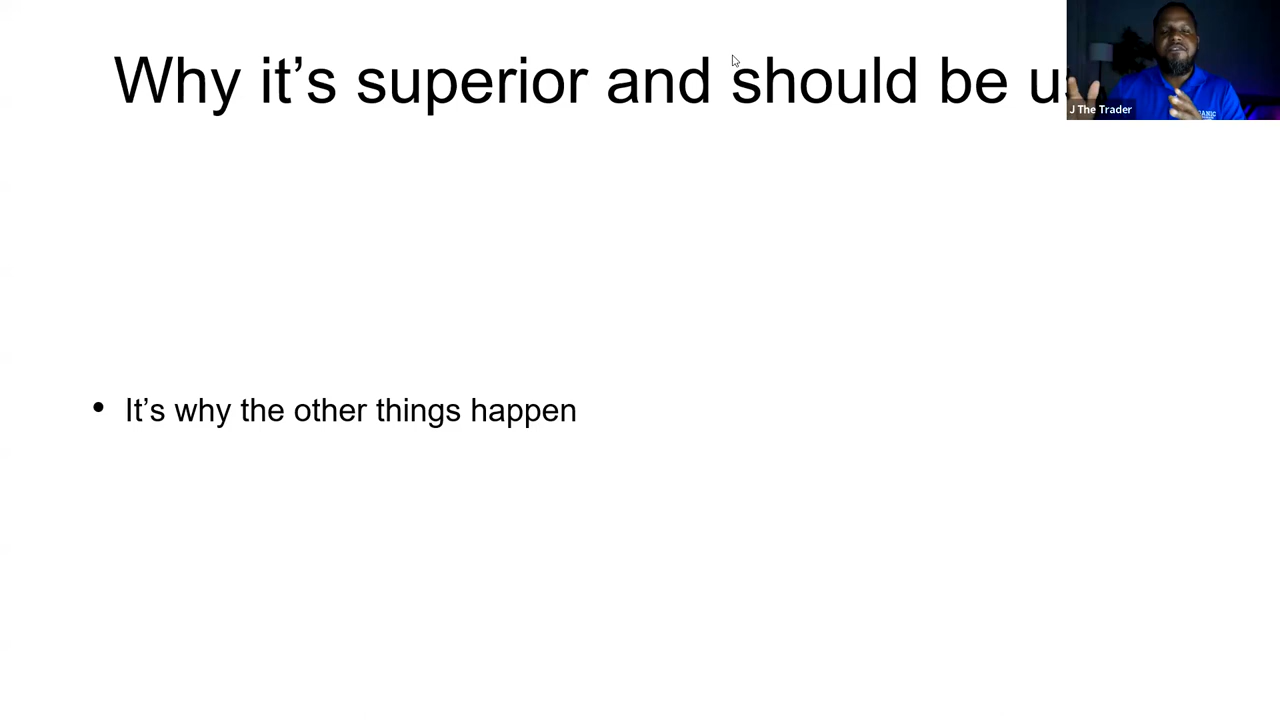 Why it’s superior and should be
J The Trader
• It’s why the other things happen